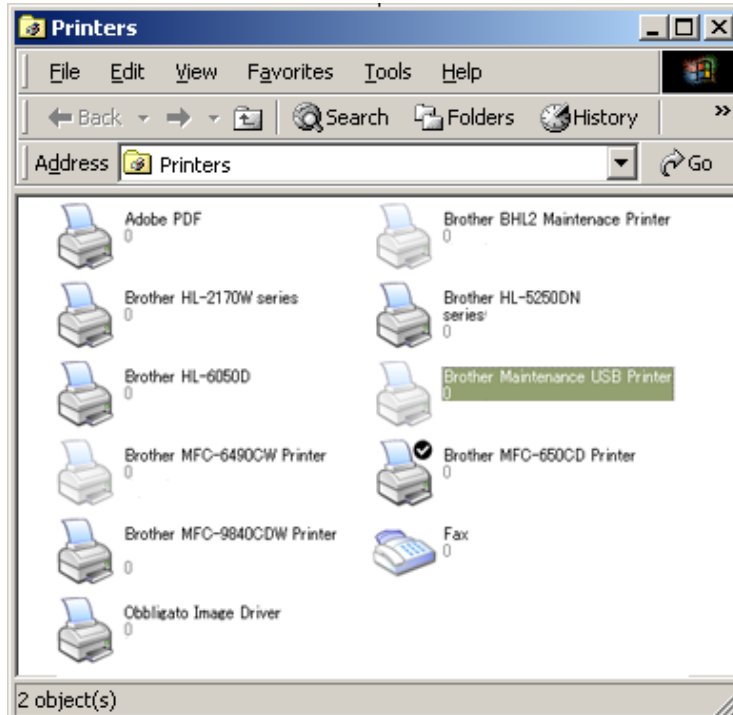 Printers
File Edit View Favorites Tools Help
Back Search Folders History »
Address Printers Go
Adobe PDF
0
Brother BHL2 Maintenace Printer
0
Brother HL-2170W series
0
Brother HL-5250DN
series
0
Brother HL-6050D
0
Brother Maintenance USB Printer
0
Brother MFC-6490CW Printer
0
Brother MFC-650CD Printer
0
Brother MFC-9840CDW Printer
0
Fax
0
Obbligato Image Driver
0
2 object(s)